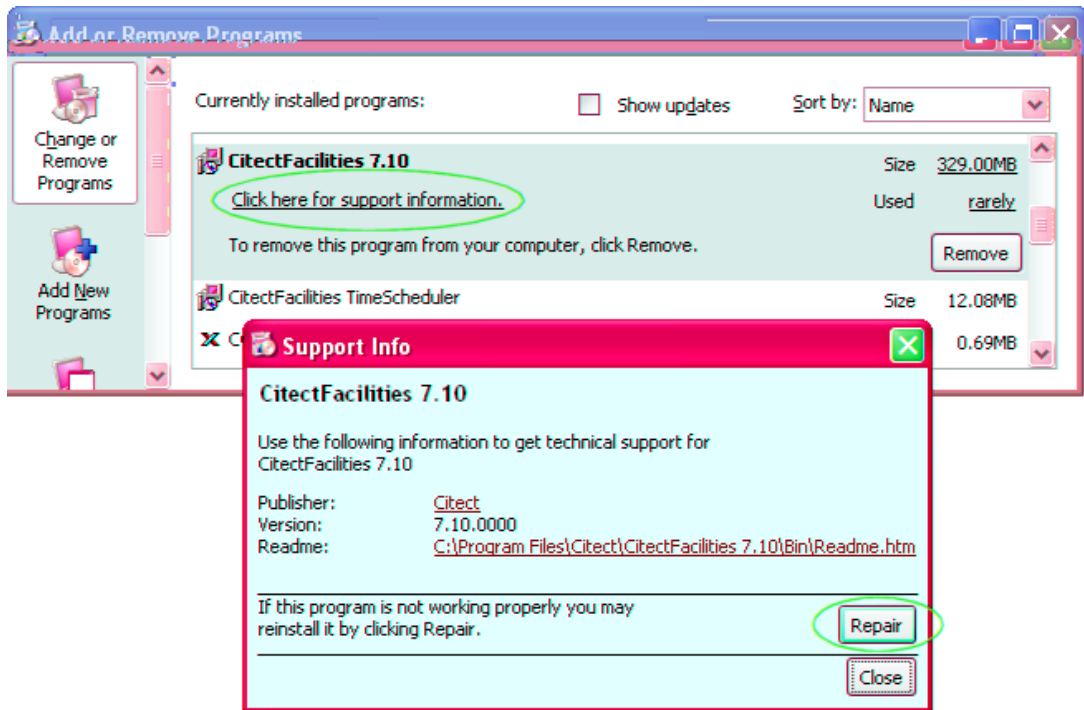 Add or Remove Programs
Currently installed programs:
Show updates
Sort by:
Name
Change or
Remove
Programs
CitectFacilities 7.10
Size
329.00MB
Click here for support information.
Used
rarely
To remove this program from your computer, click Remove.
Remove
Add New
Programs
CitectFacilities TimeScheduler
Size
12.08MB
C
0.69MB
Support Info
CitectFacilities 7.10
Use the following information to get technical support for
CitectFacilities 7.10
Publisher:
Citect
Version:
7.10.0000
Readme:
C:\Program Files\Citect\CitectFacilities 7.10\Bin\Readme.htm
If this program is not working properly you may
reinstall it by clicking Repair.
Repair
Close